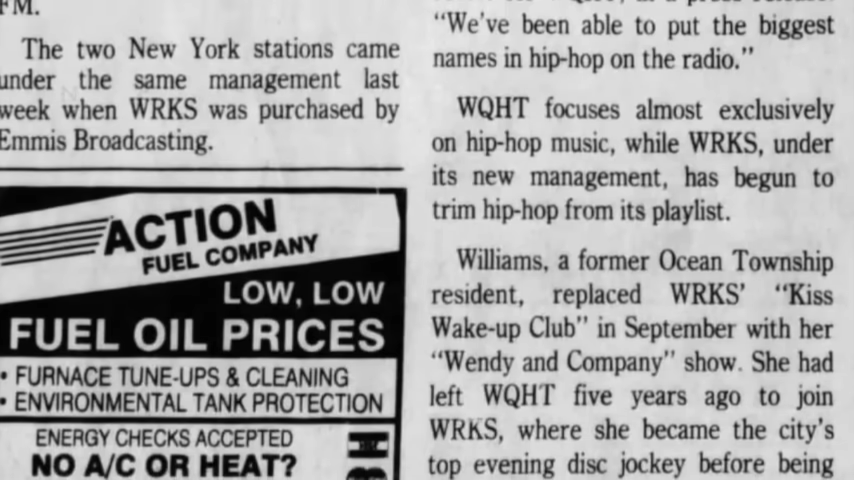 FM.
The two New York stations came
under the same management last
week when WRKS was purchased by
Emmis Broadcasting.
ACTION
FUEL COMPANY
LOW, LOW
FUEL OIL PRICES
• FURNACE TUNE-UPS & CLEANING
• ENVIRONMENTAL TANK PROTECTION
ENERGY CHECKS ACCEPTED
NO A/C OR HEAT?
"We've been able to put the biggest
names in hip-hop on the radio."
WQHT focuses almost exclusively
on hip-hop music, while WRKS, under
its new management, has begun to
trim hip-hop from its playlist.
Williams, a former Ocean Township
resident, replaced WRKS' "Kiss
Wake-up Club" in September with her
"Wendy and Company" show. She had
left WQHT five years ago to join
WRKS, where she became the city's
top evening disc jockey before being